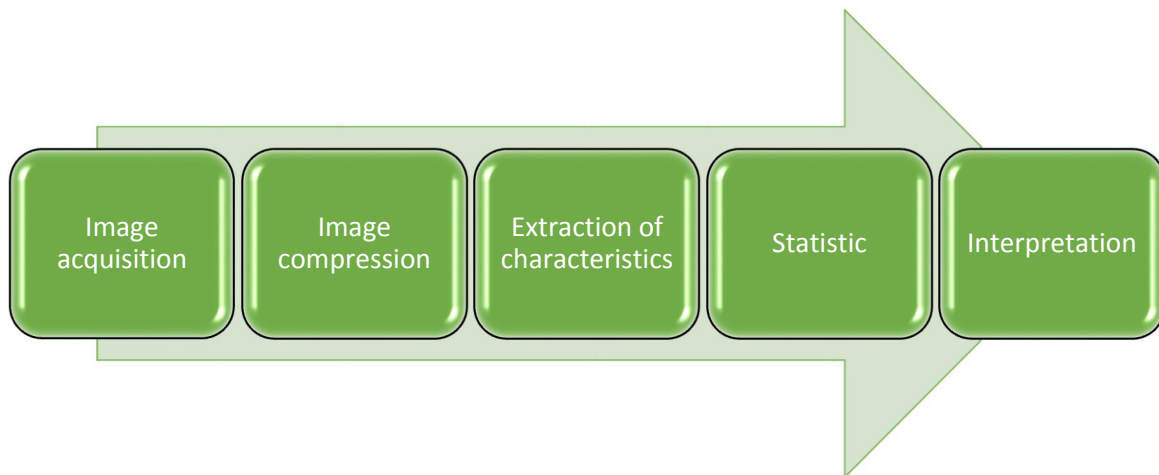 Image
acquisition
Image
compression
Extraction of
characteristics
Statistic
Interpretation